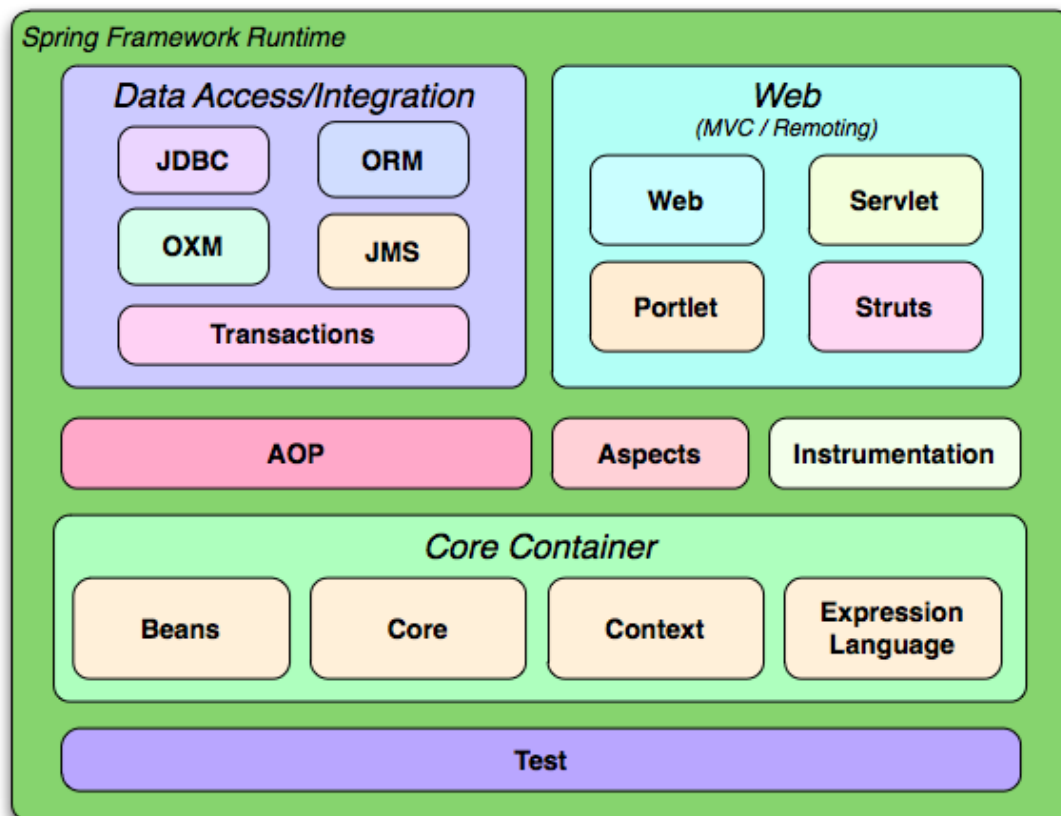 Spring Framework Runtime
Data Access/Integration
JDBC
ORM
OXM
JMS
Transactions
Web
(MVC / Remoting)
Web
Servlet
Portlet
Struts
AOP
Aspects
Instrumentation
Core Container
Beans
Core
Context
Expression
Language
Test